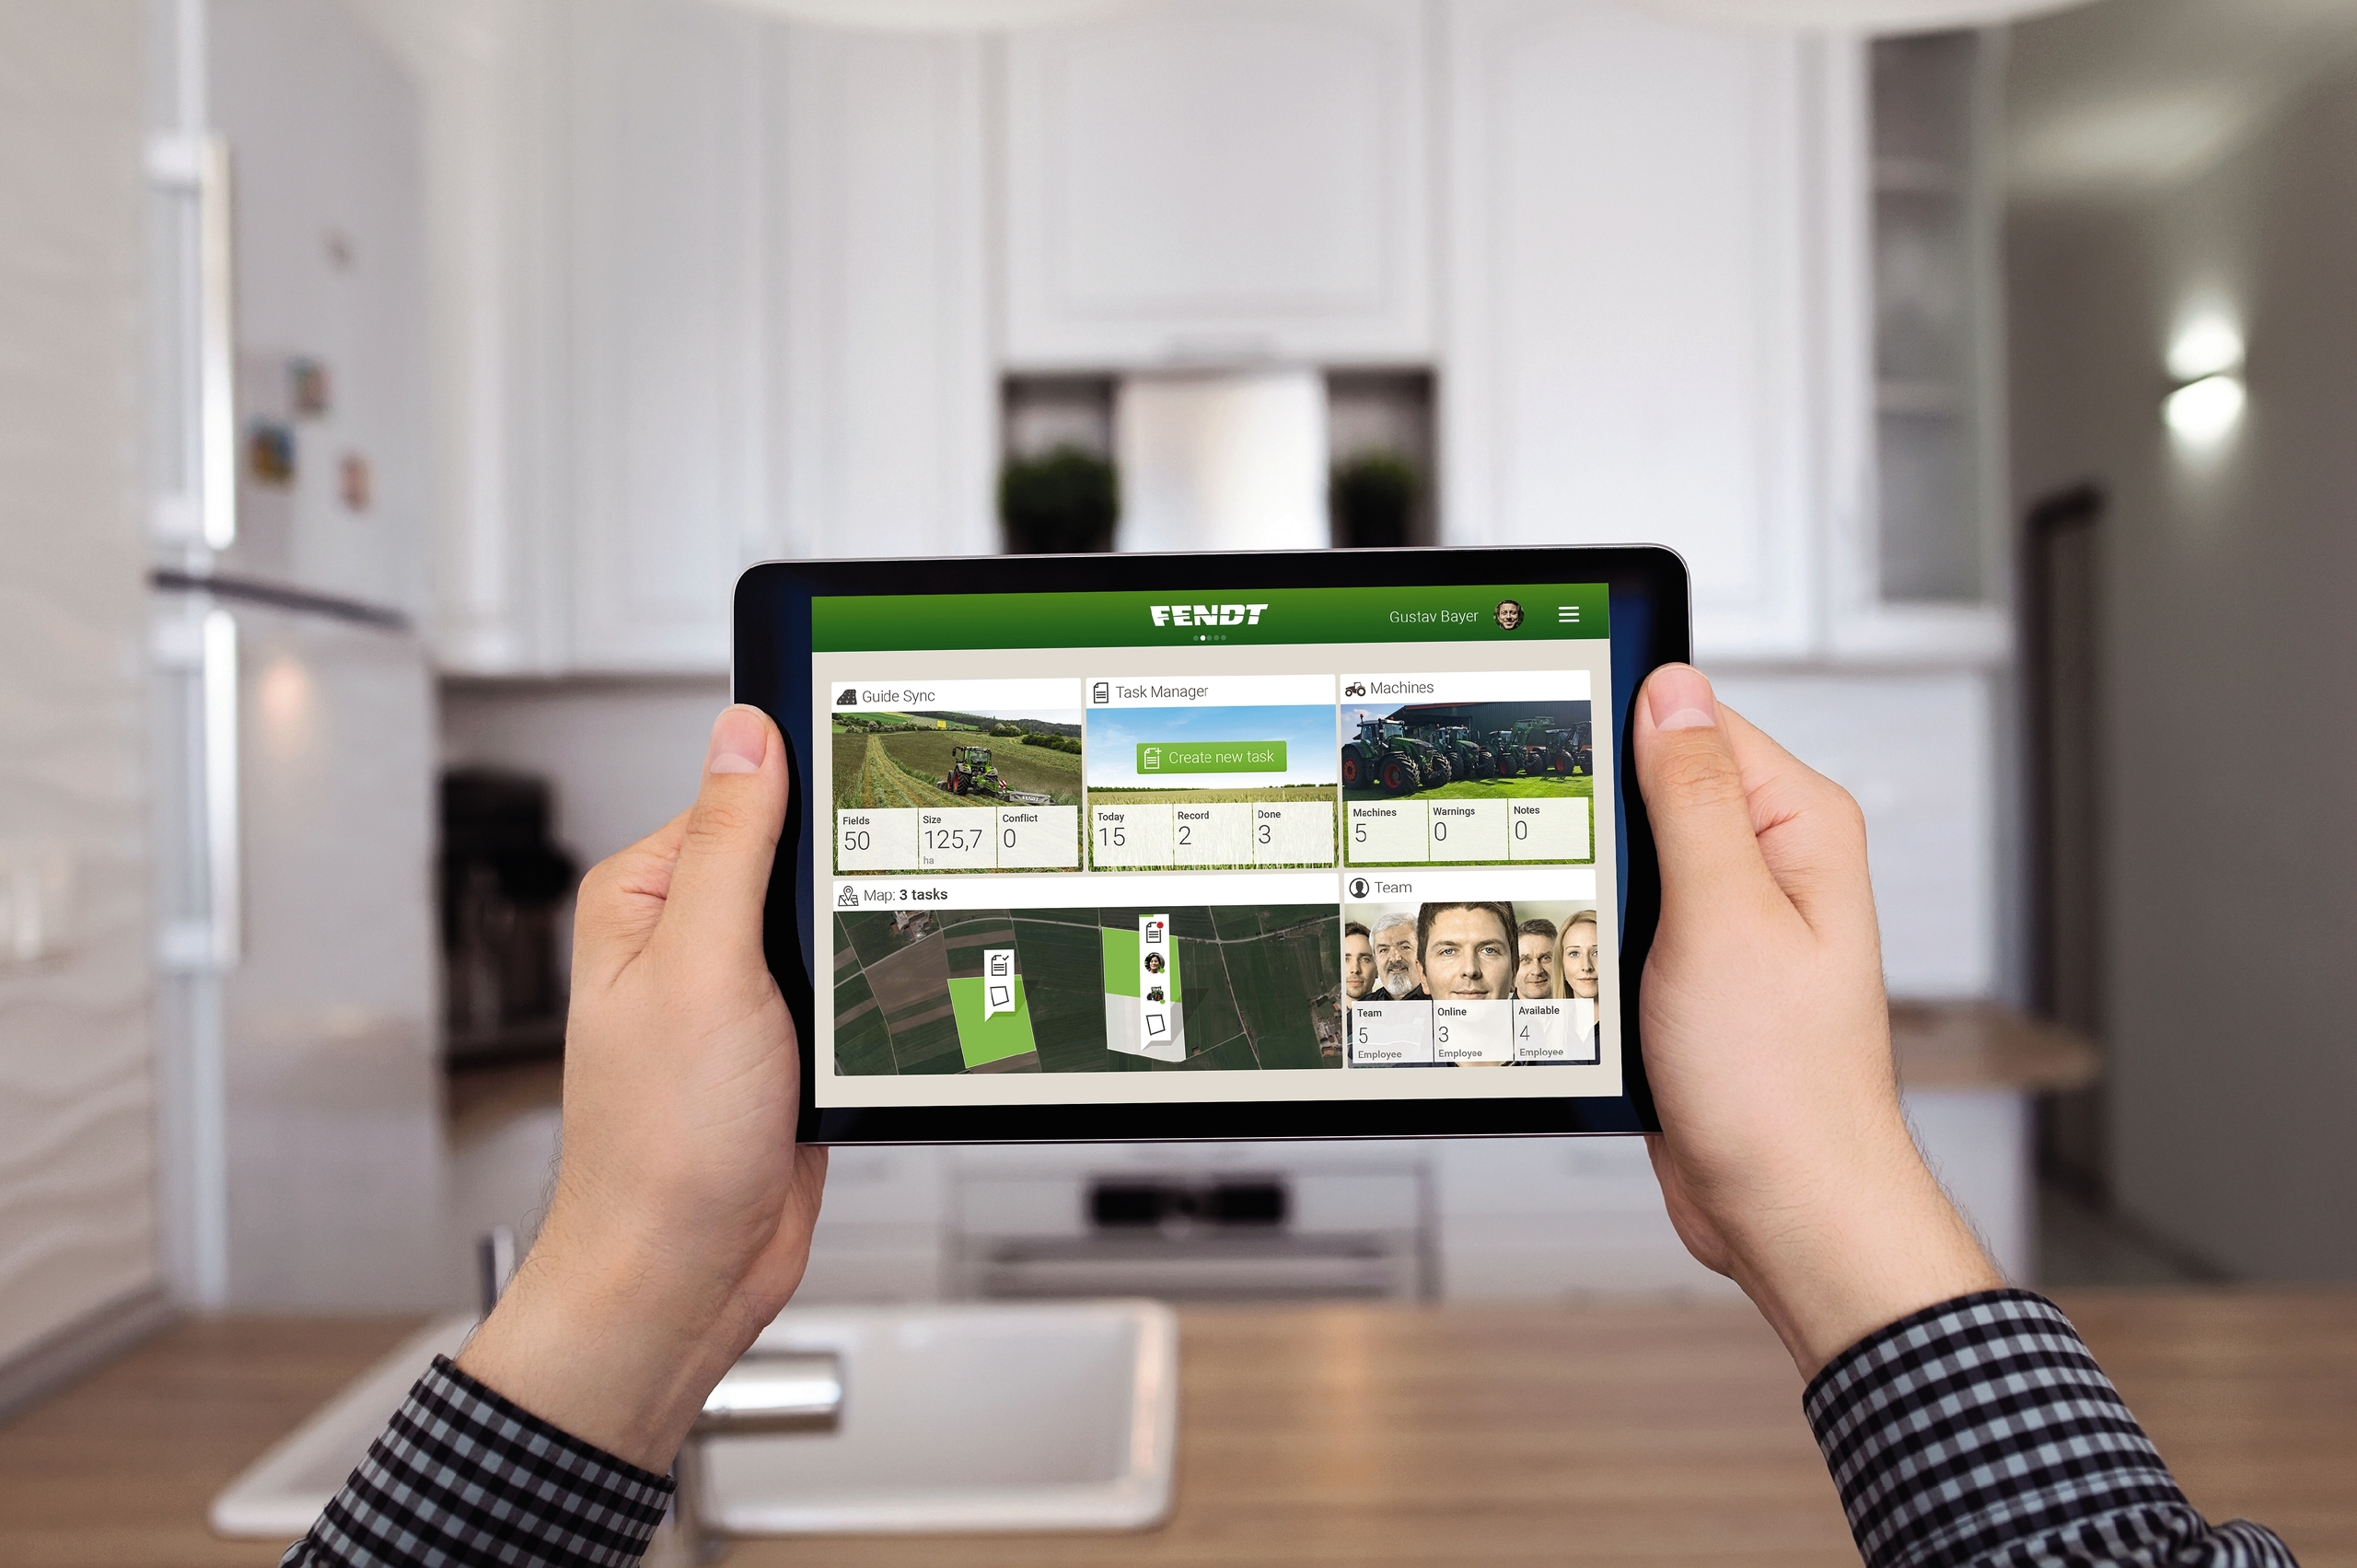 FENDT
Gustav Bayer
Guide Sync
Fields
50
Size
125,7
ha
Conflict
0
Task Manager
Create new task
Today
15
Record
2
Done
3
Machines
Machines
5
Warnings
0
Notes
0
Map: 3 tasks
Team
Team
5
Employee
Online
3
Employee
Available
4
Employee